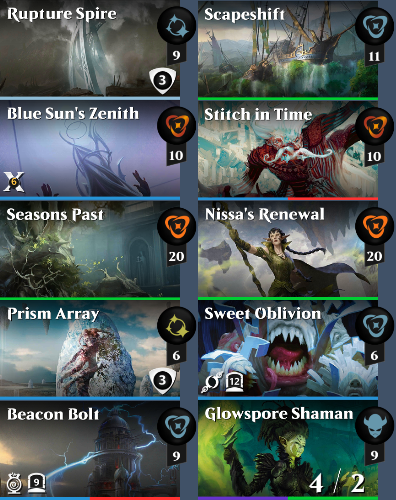 Rupture Spire
9
3
Scapeshift
11
Blue Sun's Zenith
10
X
6
Stitch in Time
10
Seasons Past
20
Nissa's Renewal
20
Prism Array
6
3
Sweet Oblivion
6
12
Beacon Bolt
9
9
Glowspore Shaman
9
4 / 2